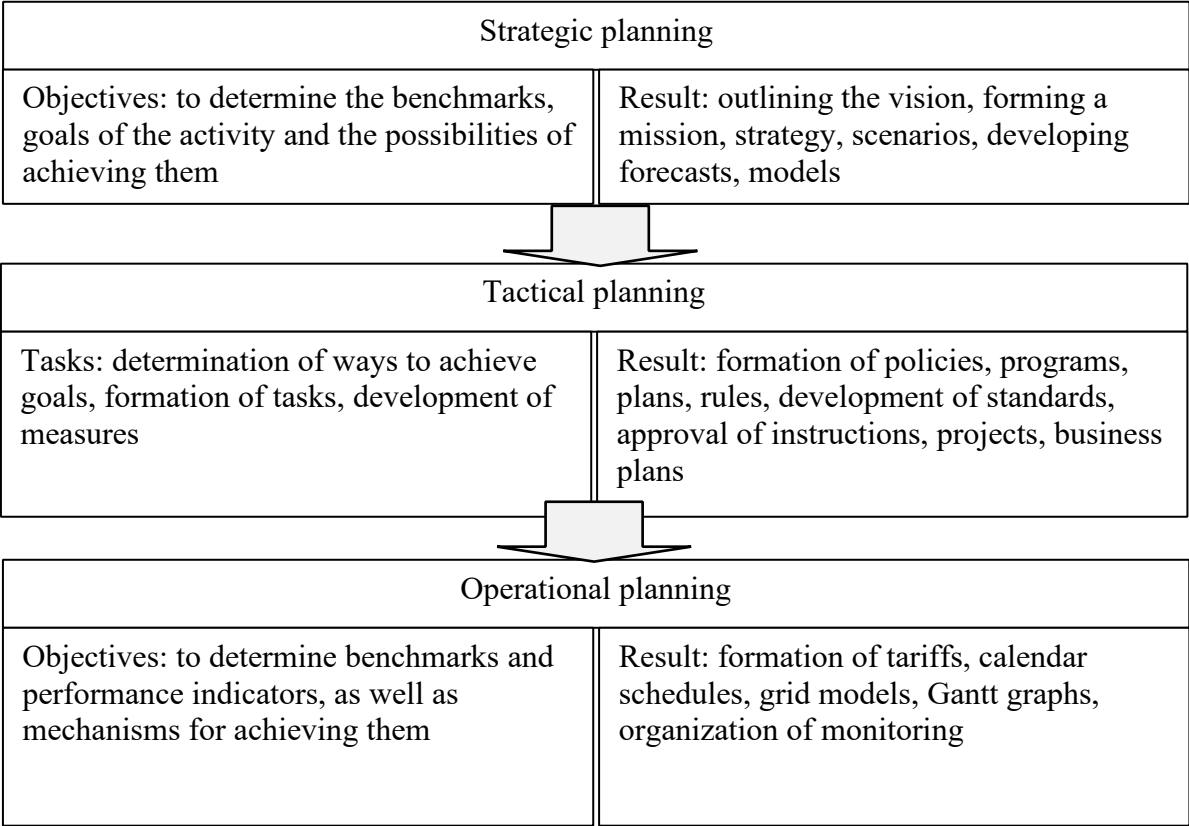 Strategic planning
Objectives: to determine the benchmarks,
goals of the activity and the possibilities of
achieving them
Result: outlining the vision, forming a
mission, strategy, scenarios, developing
forecasts, models
Tactical planning
Tasks: determination of ways to achieve
goals, formation of tasks, development of
measures
Result: formation of policies, programs,
plans, rules, development of standards,
approval of instructions, projects, business
plans
Operational planning
Objectives: to determine benchmarks and
performance indicators, as well as
mechanisms for achieving them
Result: formation of tariffs, calendar
schedules, grid models, Gantt graphs,
organization of monitoring